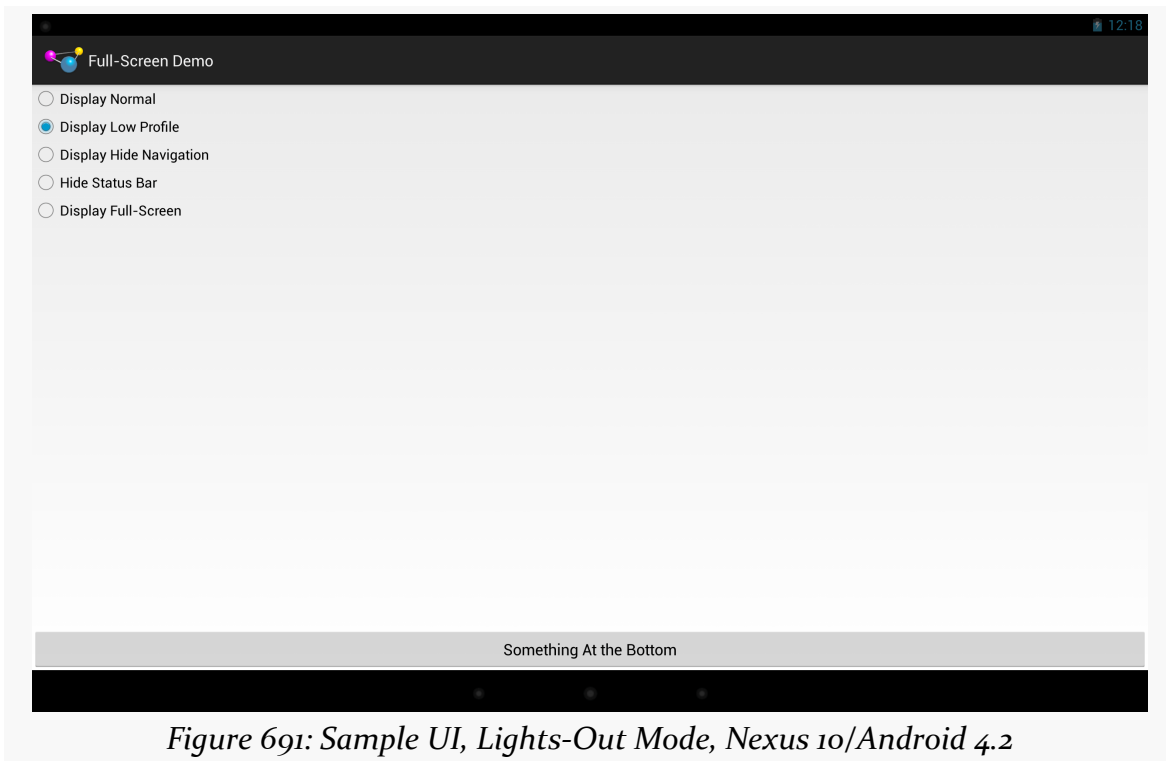 12:18
Full-Screen Demo
Display Normal
Display Low Profile
Display Hide Navigation
Hide Status Bar
Display Full-Screen
Something At the Bottom
Figure 691: Sample UI, Lights-Out Mode, Nexus 10/Android 4.2